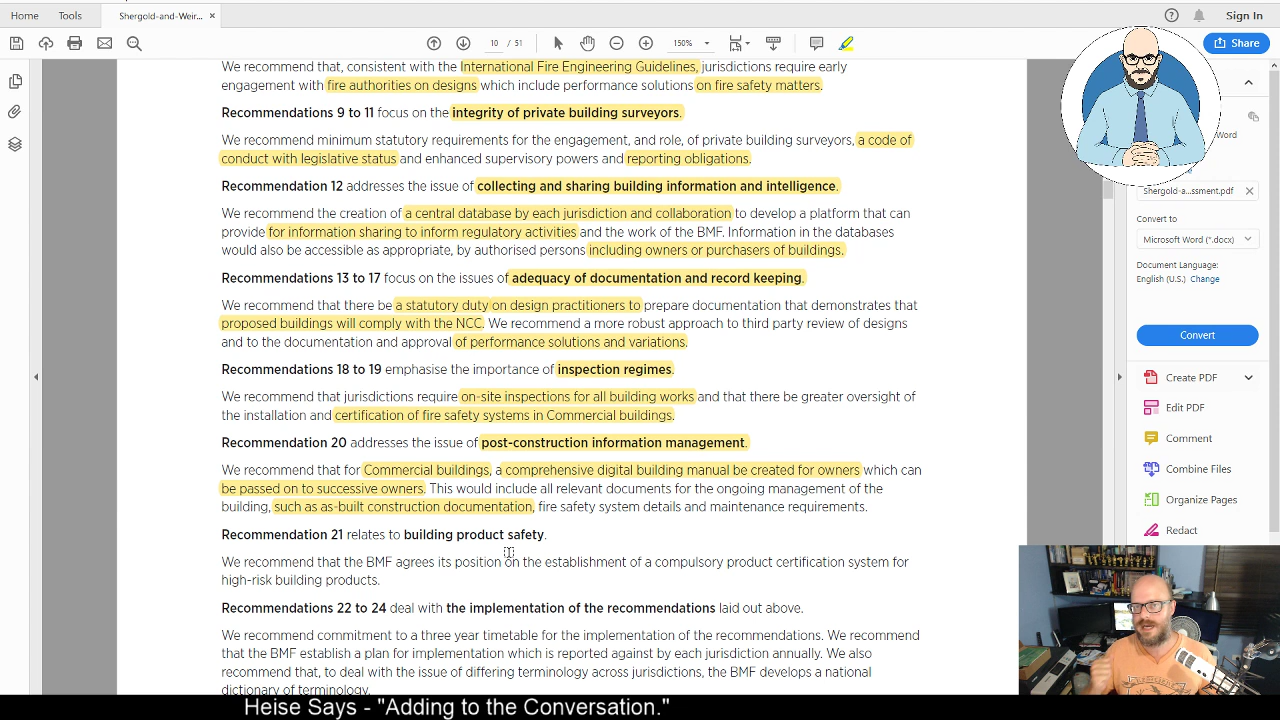 Home
Tools
Shergold-and-Weir...
Sign In
10 / 51
150%
Share
We recommend that, consistent with the International Fire Engineering Guidelines, jurisdictions require early
engagement with fire authorities on designs which include performance solutions on fire safety matters.
Recommendations 9 to 11 focus on the integrity of private building surveyors.
We recommend minimum statutory requirements for the engagement, and role, of private building surveyors, a code of
conduct with legislative status and enhanced supervisory powers and reporting obligations.
Recommendation 12 addresses the issue of collecting and sharing building information and intelligence.
We recommend the creation of a central database by each jurisdiction and collaboration to develop a platform that can
provide for information sharing to inform regulatory activities and the work of the BMF. Information in the databases
would also be accessible as appropriate, by authorised persons including owners or purchasers of buildings.
Recommendations 13 to 17 focus on the issues of adequacy of documentation and record keeping.
We recommend that there be a statutory duty on design practitioners to prepare documentation that demonstrates that
proposed buildings will comply with the NCC. We recommend a more robust approach to third party review of designs
and to the documentation and approval of performance solutions and variations.
Recommendations 18 to 19 emphasise the importance of inspection regimes.
We recommend that jurisdictions require on-site inspections for all building works and that there be greater oversight of
the installation and certification of fire safety systems in Commercial buildings.
Recommendation 20 addresses the issue of post-construction information management.
We recommend that for Commercial buildings, a comprehensive digital building manual be created for owners which can
be passed on to successive owners. This would include all relevant documents for the ongoing management of the
building, such as as-built construction documentation, fire safety system details and maintenance requirements.
Recommendation 21 relates to building product safety.
We recommend that the BMF agrees its position on the establishment of a compulsory product certification system for
high-risk building products.
Recommendations 22 to 24 deal with the implementation of the recommendations laid out above.
We recommend commitment to a three year timetable for the implementation of the recommendations. We recommend
that the BMF establish a plan for implementation which is reported against by each jurisdiction annually. We also
recommend that, to deal with the issue of differing terminology across jurisdictions, the BMF develops a national
dictionary of terminology.
Word
Shergold-a...ssment.pdf
Convert to
Microsoft Word (*.docx)
Document Language:
English (U.S.) Change
Convert
Create PDF
Edit PDF
Comment
Combine Files
Organize Pages
Redact
Heise Says - "Adding to the Conversation."